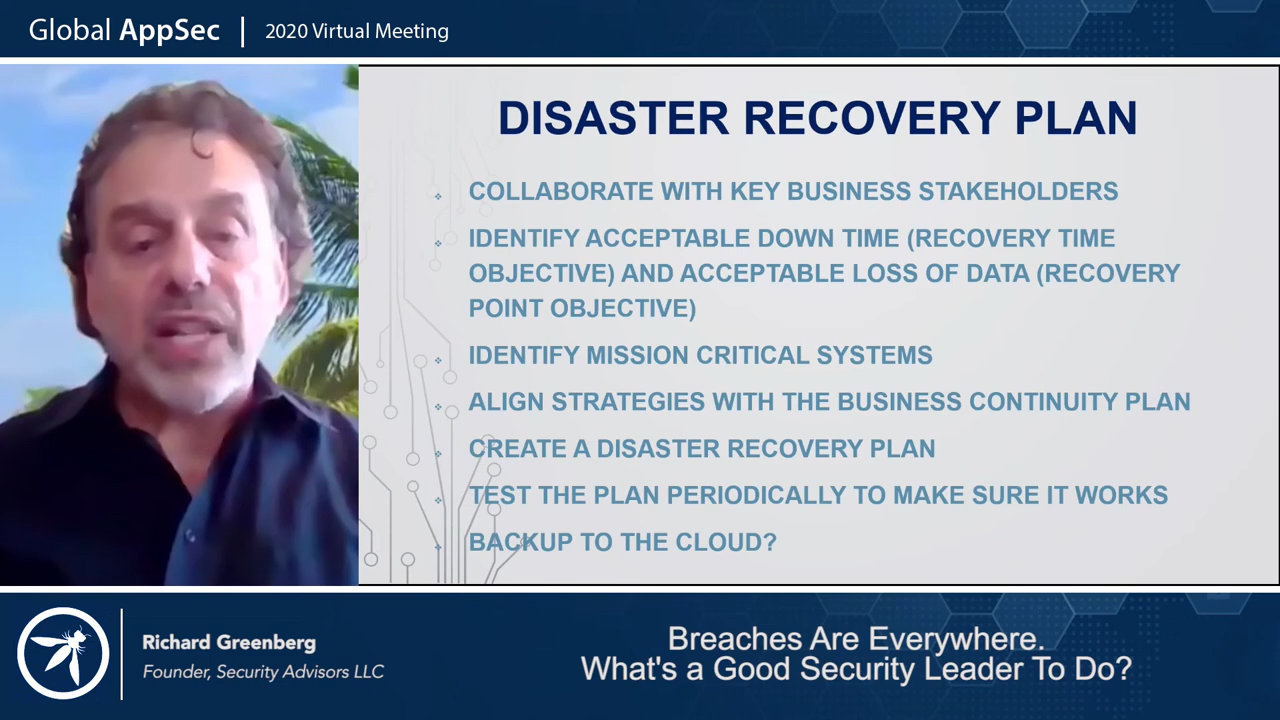 Global AppSec | 2020 Virtual Meeting
DISASTER RECOVERY PLAN
COLLABORATE WITH KEY BUSINESS STAKEHOLDERS
IDENTIFY ACCEPTABLE DOWN TIME (RECOVERY TIME
OBJECTIVE) AND ACCEPTABLE LOSS OF DATA (RECOVERY
POINT OBJECTIVE)
IDENTIFY MISSION CRITICAL SYSTEMS
ALIGN STRATEGIES WITH THE BUSINESS CONTINUITY PLAN
CREATE A DISASTER RECOVERY PLAN
TEST THE PLAN PERIODICALLY TO MAKE SURE IT WORKS
BACKUP TO THE CLOUD?
Richard Greenberg
Founder, Security Advisors LLC
Breaches Are Everywhere.
What's a Good Security Leader To Do?